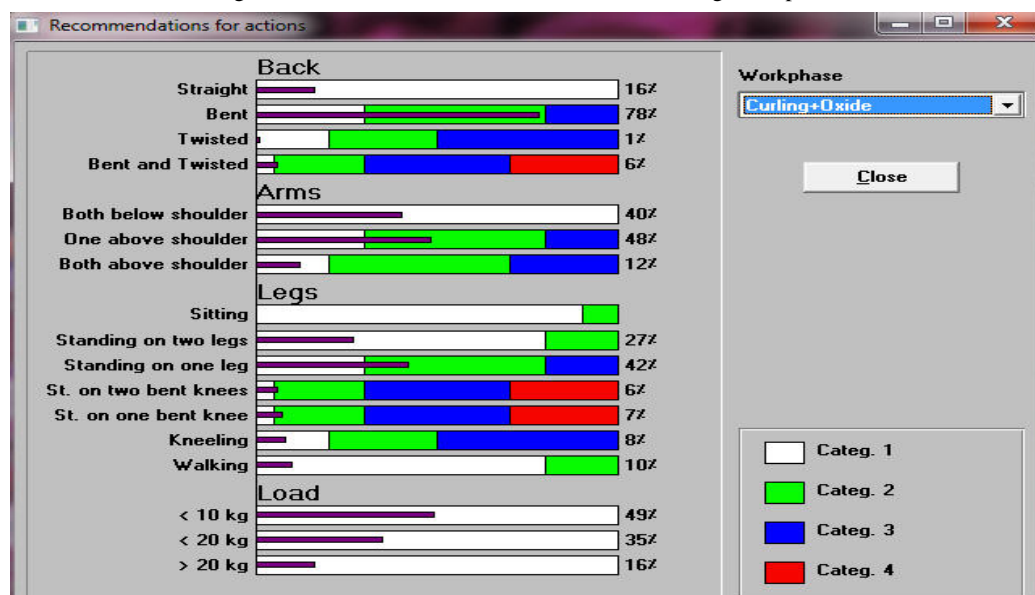 Recommendations for actions
Back
Straight 16%
Bent 78%
Twisted 1%
Bent and Twisted 6%
Arms
Both below shoulder 40%
One above shoulder 48%
Both above shoulder 12%
Legs
Sitting
Standing on two legs 27%
Standing on one leg 42%
St. on two bent knees 6%
St. on one bent knee 7%
Kneeling 8%
Walking 10%
Load
< 10 kg 49%
< 20 kg 35%
> 20 kg 16%
Workphase
Curling+Oxide
Close
Categ. 1
Categ. 2
Categ. 3
Categ. 4